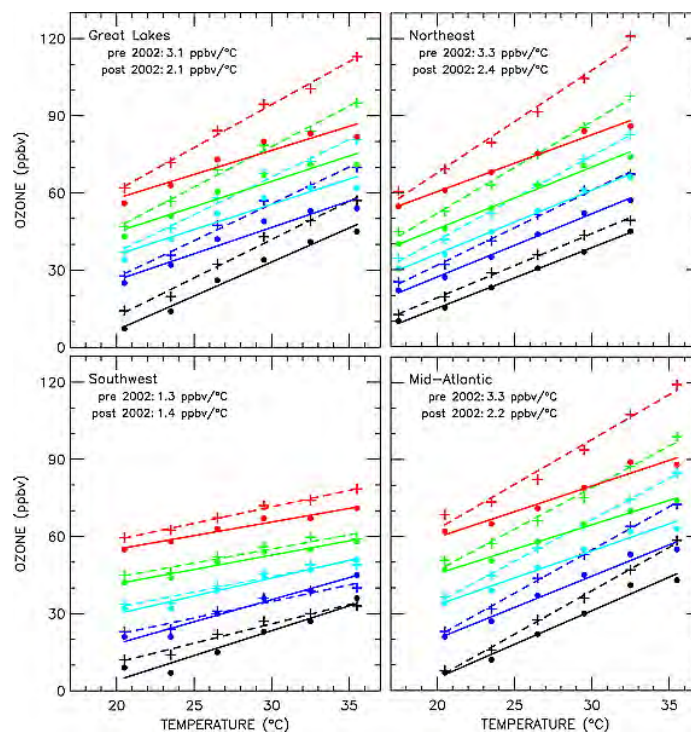 Great Lakes
pre 2002: 3.1 ppbv/°C
post 2002: 2.1 ppbv/°C
Northeast
pre 2002: 3.3 ppbv/°C
post 2002: 2.4 ppbv/°C
120
90
60
30
0
OZONE (ppbv)
Southwest
pre 2002: 1.3 ppbv/°C
post 2002: 1.4 ppbv/°C
Mid-Atlantic
pre 2002: 3.3 ppbv/°C
post 2002: 2.2 ppbv/°C
120
90
60
30
0
OZONE (ppbv)
20 25 30 35
20 25 30 35
TEMPERATURE (°C)
TEMPERATURE (°C)